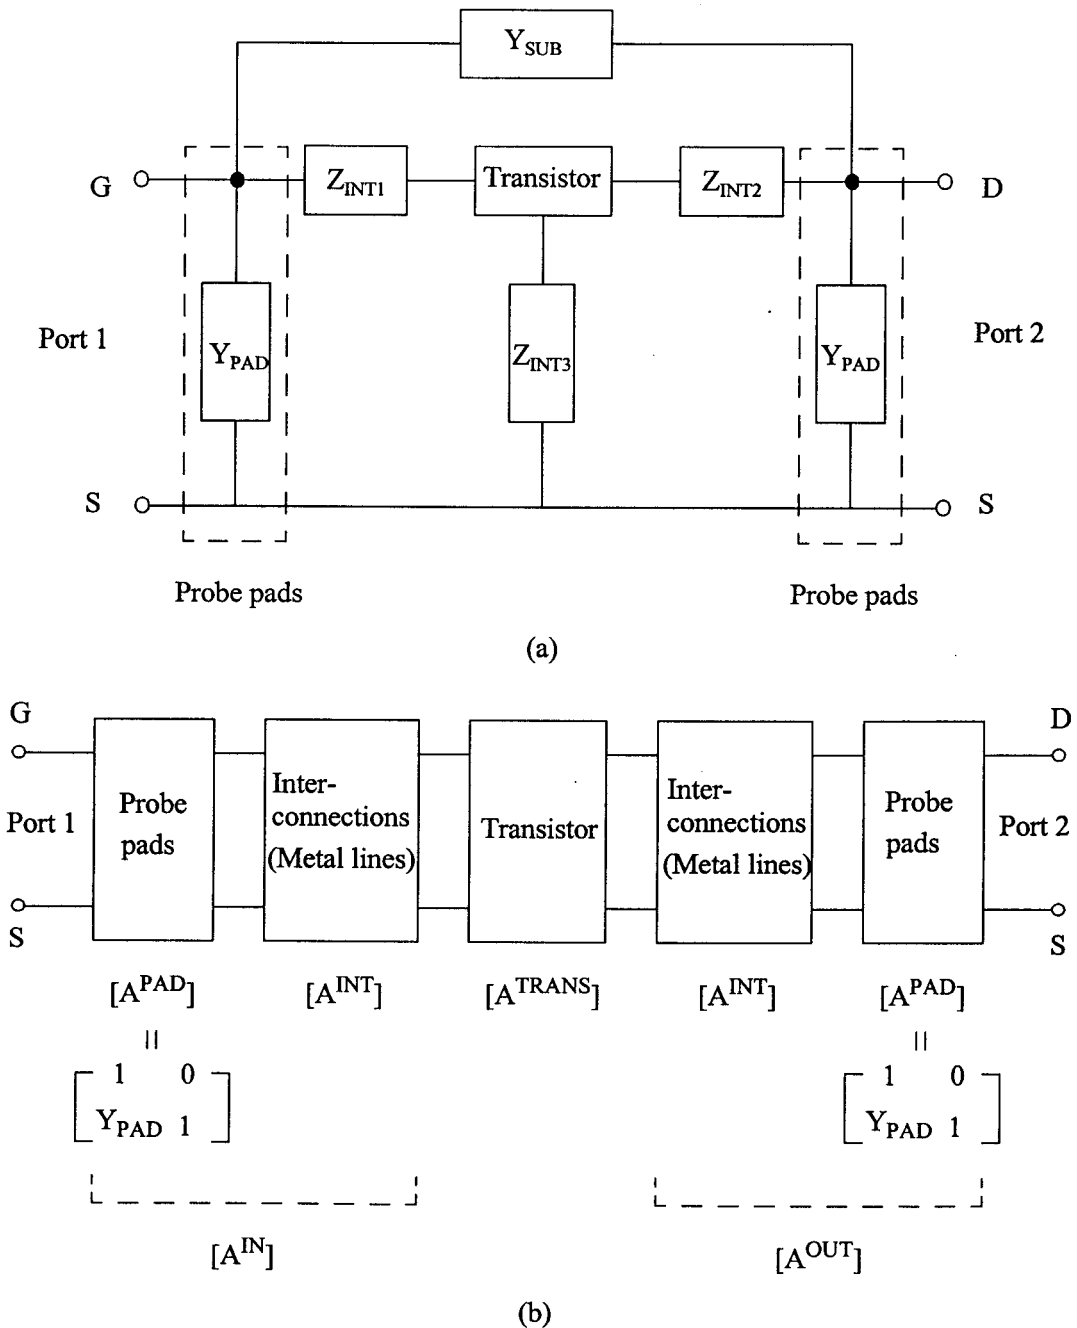 Y_SUB
G
Z_INT1
Transistor
Z_INT2
D
Port 1
Y_PAD
Z_INT3
Y_PAD
Port 2
S
S
Probe pads
Probe pads
(a)
G
D
Port 1
Probe
pads
Inter-
connections
(Metal lines)
Transistor
Inter-
connections
(Metal lines)
Probe
pads
Port 2
S
S
[A^PAD]
[A^INT]
[A^TRANS]
[A^INT]
[A^PAD]
=
=
1 0
Y_PAD 1
1 0
Y_PAD 1
[A^IN]
[A^OUT]
(b)